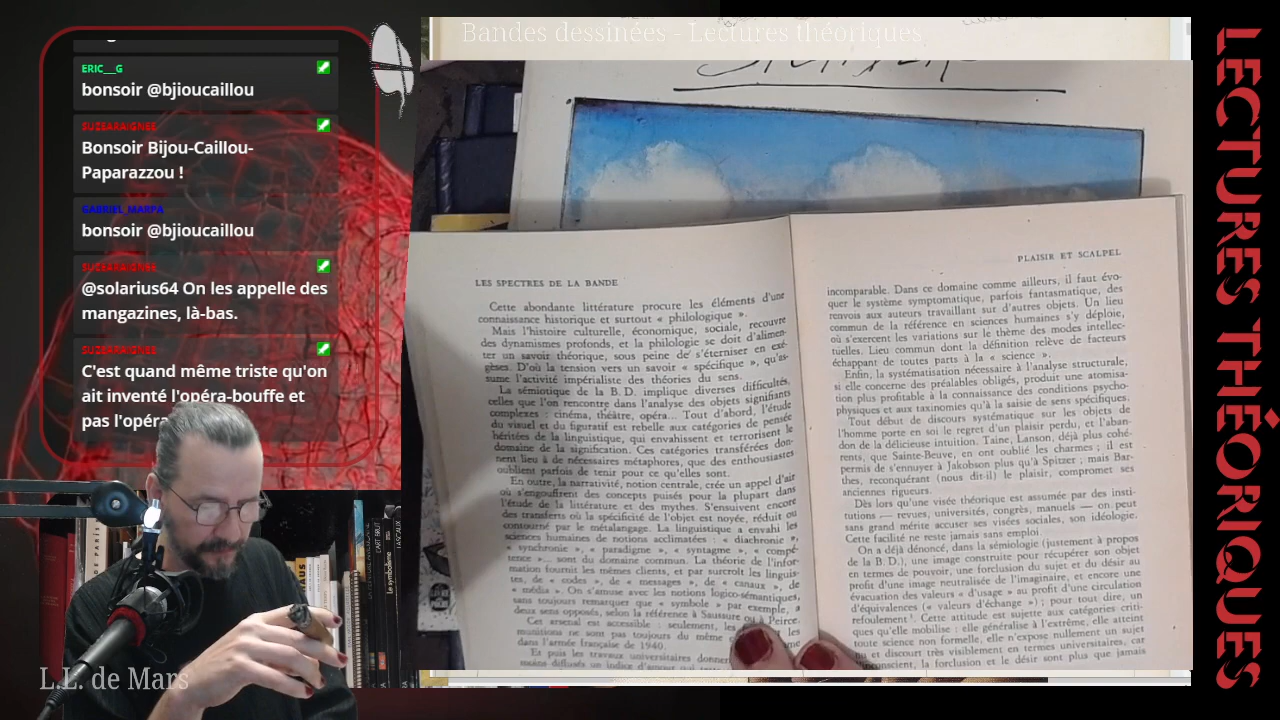 ERIC__G
bonsoir @bjioucaillou
SUZEARAIGNEE
Bonsoir Bijou-Caillou-
Paparazzou !
GABRIEL_MARPA
bonsoir @bjioucaillou
SUZEARAIGNEE
@solarius64 On les appelle des
mangazines, là-bas.
SUZEARAIGNEE
C'est quand même triste qu'on
ait inventé l'opéra-bouffe et
pas l'opéra
L.L. de Mars
Bandes dessinées - Lectures théoriques
LES SPECTRES DE LA BANDE
Cette abondante littérature procure les éléments d'une
connaissance historique et surtout « philologique ».
Mais l'histoire culturelle, économique, sociale, recouvre
des dynamismes profonds, et la philologie se doit d'alimen-
ter un savoir théorique, sous peine de s'éterniser en exé-
gèses. D'où la tension vers un savoir « spécifique », qu'as-
sume l'activité impérialiste des théories du sens.
La sémiotique de la B.D. implique diverses difficultés,
celles que l'on rencontre dans l'analyse des objets signifiants
complexes : cinéma, théâtre, opéra... Tout d'abord, l'étude
du visuel et du figuratif est rebelle aux catégories de pensée
héritées de la linguistique, qui envahissent et terrorisent le
domaine de la signification. Ces catégories transférées don-
nent lieu à de nécessaires métaphores, que des enthousiastes
oublient parfois de tenir pour ce qu'elles sont.
En outre, la narrativité, notion centrale, crée un appel d'air
où s'engouffrent des concepts puisés pour la plupart dans
l'étude de la littérature et des mythes. S'ensuivent encore
des transferts où la spécificité de l'objet est noyée, réduit ou
contourné par le métalangage. La linguistique a envahi les
sciences humaines de notions acclimatées : « diachronie »,
« synchronie », « paradigme », « syntagme », « compé-
tence »... sont du domaine commun. La théorie de l'infor-
mation fournit les mêmes clients, et par surcroît les linguis-
tes, de « codes », de « messages », de « canaux », de
« média ». On s'amuse avec les notions logico-sémantiques,
sans toujours remarquer que « symbole » par exemple, a
deux sens opposés, selon la référence à Saussure ou à Peirce.
Cet arsenal est accessible : seulement, les
munitions ne sont pas toujours du même les
dans l'armée française de 1940.
Et puis les travaux universitaires donnent
moins diffusés un indice d'amour
PLAISIR ET SCALPEL
incomparable. Dans ce domaine comme ailleurs, il faut évo-
quer le système symptomatique, parfois fantasmatique, des
renvois aux auteurs travaillant sur d'autres objets. Un lieu
commun de la référence en sciences humaines s'y déploie,
où s'exercent les variations sur le thème des modes intellec-
tuelles. Lieu commun dont la définition relève de facteurs
échappant de toutes parts à la « science ».
Enfin, la systématisation nécessaire à l'analyse structurale,
si elle concerne des préalables obligés, produit une atomisa-
tion plus profitable à la connaissance des conditions psycho-
physiques et aux taxinomies qu'à la saisie de sens spécifiques.
Tout début de discours systématique sur les objets de
l'homme porte en soi le regret d'un plaisir perdu, et l'aban-
don de la délicieuse intuition. Taine, Lanson, déjà plus cohé-
rents, que Sainte-Beuve, en ont oublié les charmes ; il est
permis de s'ennuyer à Jakobson plus qu'à Spitzer ; mais Bar-
thes, reconquérant (nous dit-il) le plaisir, compromet ses
anciennes rigueurs.
Dès lors qu'une visée théorique est assumée par des insti-
tutions — revues, universités, congrès, manuels — on peut
sans grand mérite accuser ses visées sociales, son idéologie.
Cette facilité ne reste jamais sans emploi.
On a déjà dénoncé, dans la sémiologie (justement à propos
de la B.D.), une image construite pour récupérer son objet
en termes de pouvoir, une forclusion du sujet et du désir au
profit d'une image neutralisée de l'imaginaire, et encore une
évacuation des valeurs « d'usage » au profit d'une circulation
d'équivalences (« valeurs d'échange ») ; pour tout dire, un
refoulement ¹. Cette attitude est sujette aux catégories criti-
ques qu'elle mobilise : elle généralise à l'extrême, elle atteint
toute science non formelle, elle n'expose nullement un sujet
et discourt très visiblement en termes universitaires, car
inconscient, la forclusion et le désir sont plus que jamais
LECTURES THÉORIQUES